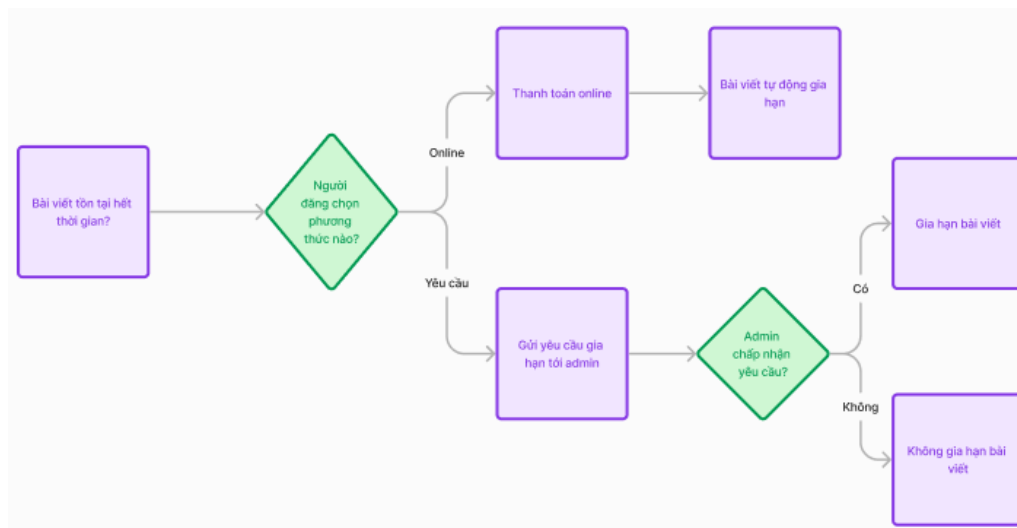 Bài viết tồn tại hết
thời gian?
Người
đăng chọn
phương
thức nào?
Online
Thanh toán online
Bài viết tự động gia
hạn
Yêu cầu
Gửi yêu cầu gia
hạn tới admin
Admin
chấp nhận
yêu cầu?
Có
Gia hạn bài viết
Không
Không gia hạn bài
viết